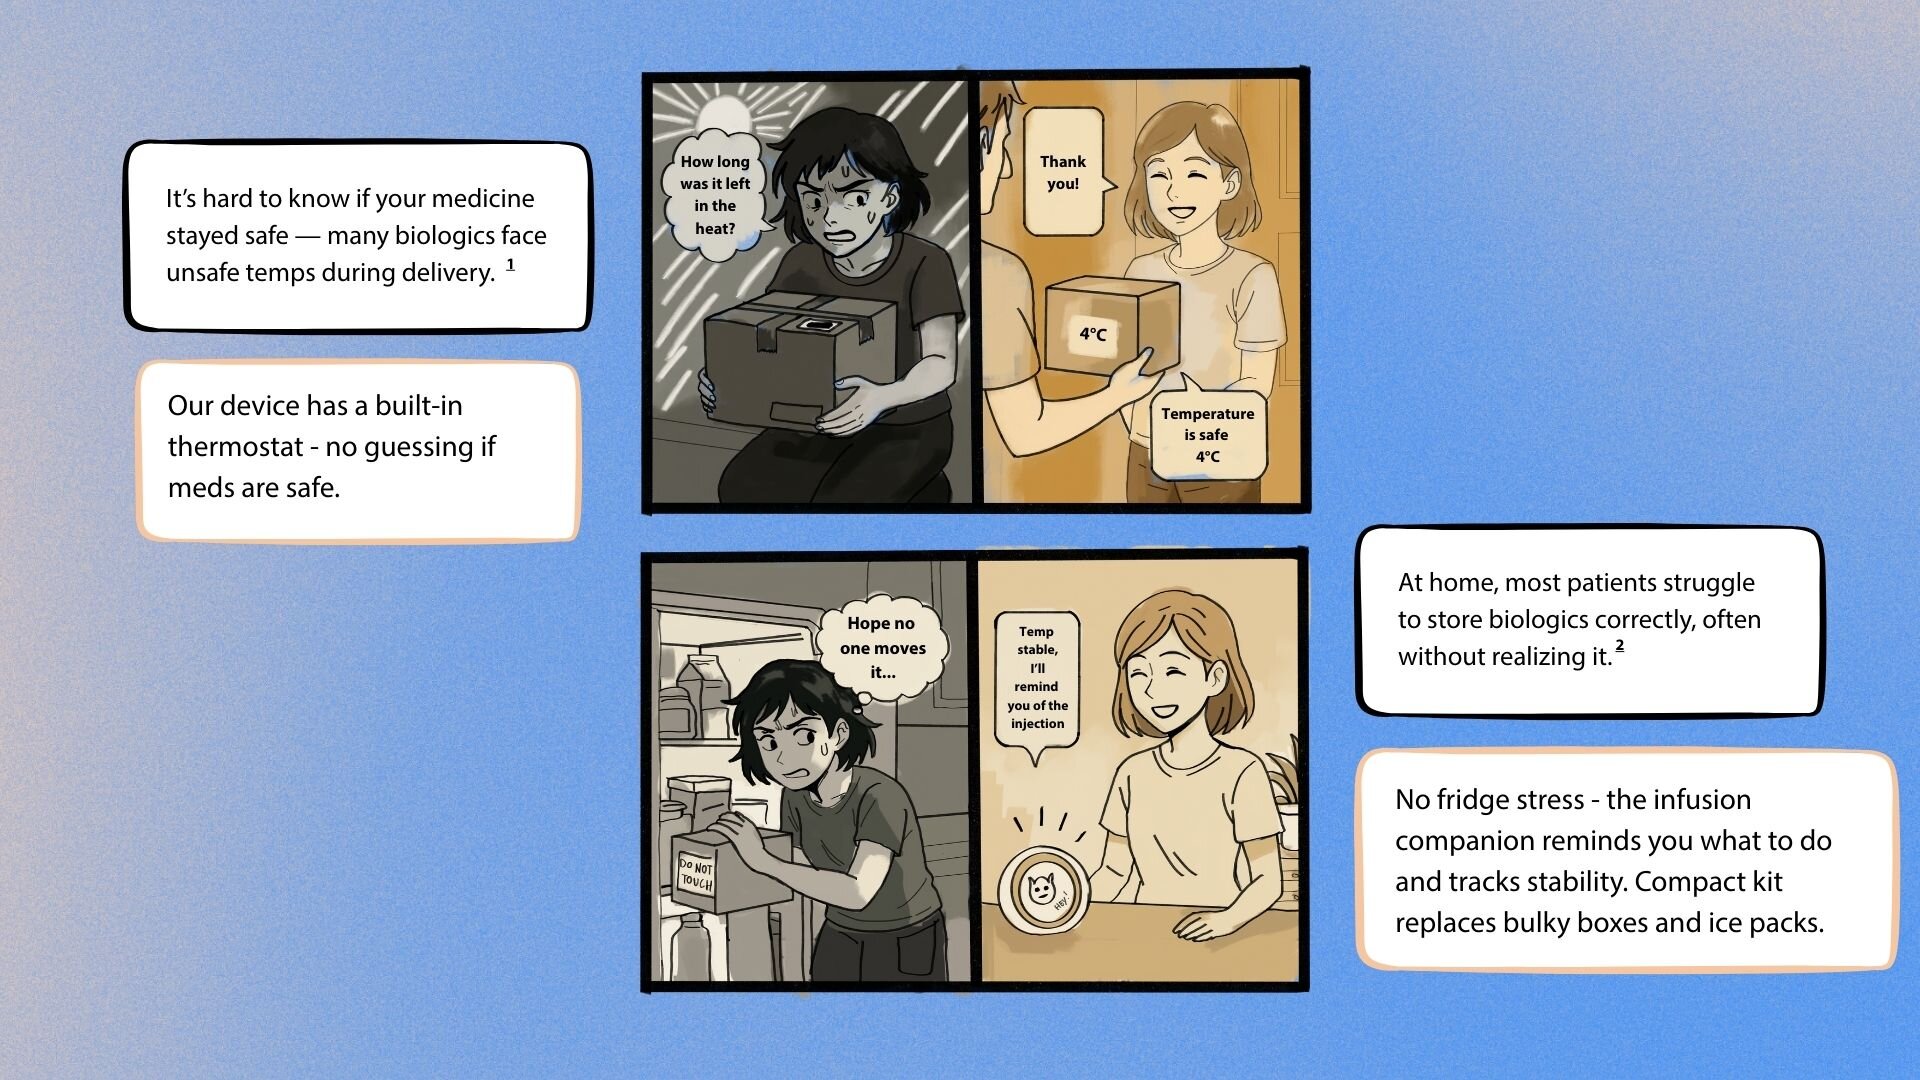 It's hard to know if your medicine
stayed safe — many biologics face
unsafe temps during delivery. 1
Our device has a built-in
thermostat - no guessing if
meds are safe.
How long
was it left
in the
heat?
Thank
you!
4°C
Temperature
is safe
4°C
Hope no
one moves
it...
DO NOT
TOUCH
Temp
stable,
I'll
remind
you of the
injection
HEY!
At home, most patients struggle
to store biologics correctly, often
without realizing it. 2
No fridge stress - the infusion
companion reminds you what to do
and tracks stability. Compact kit
replaces bulky boxes and ice packs.